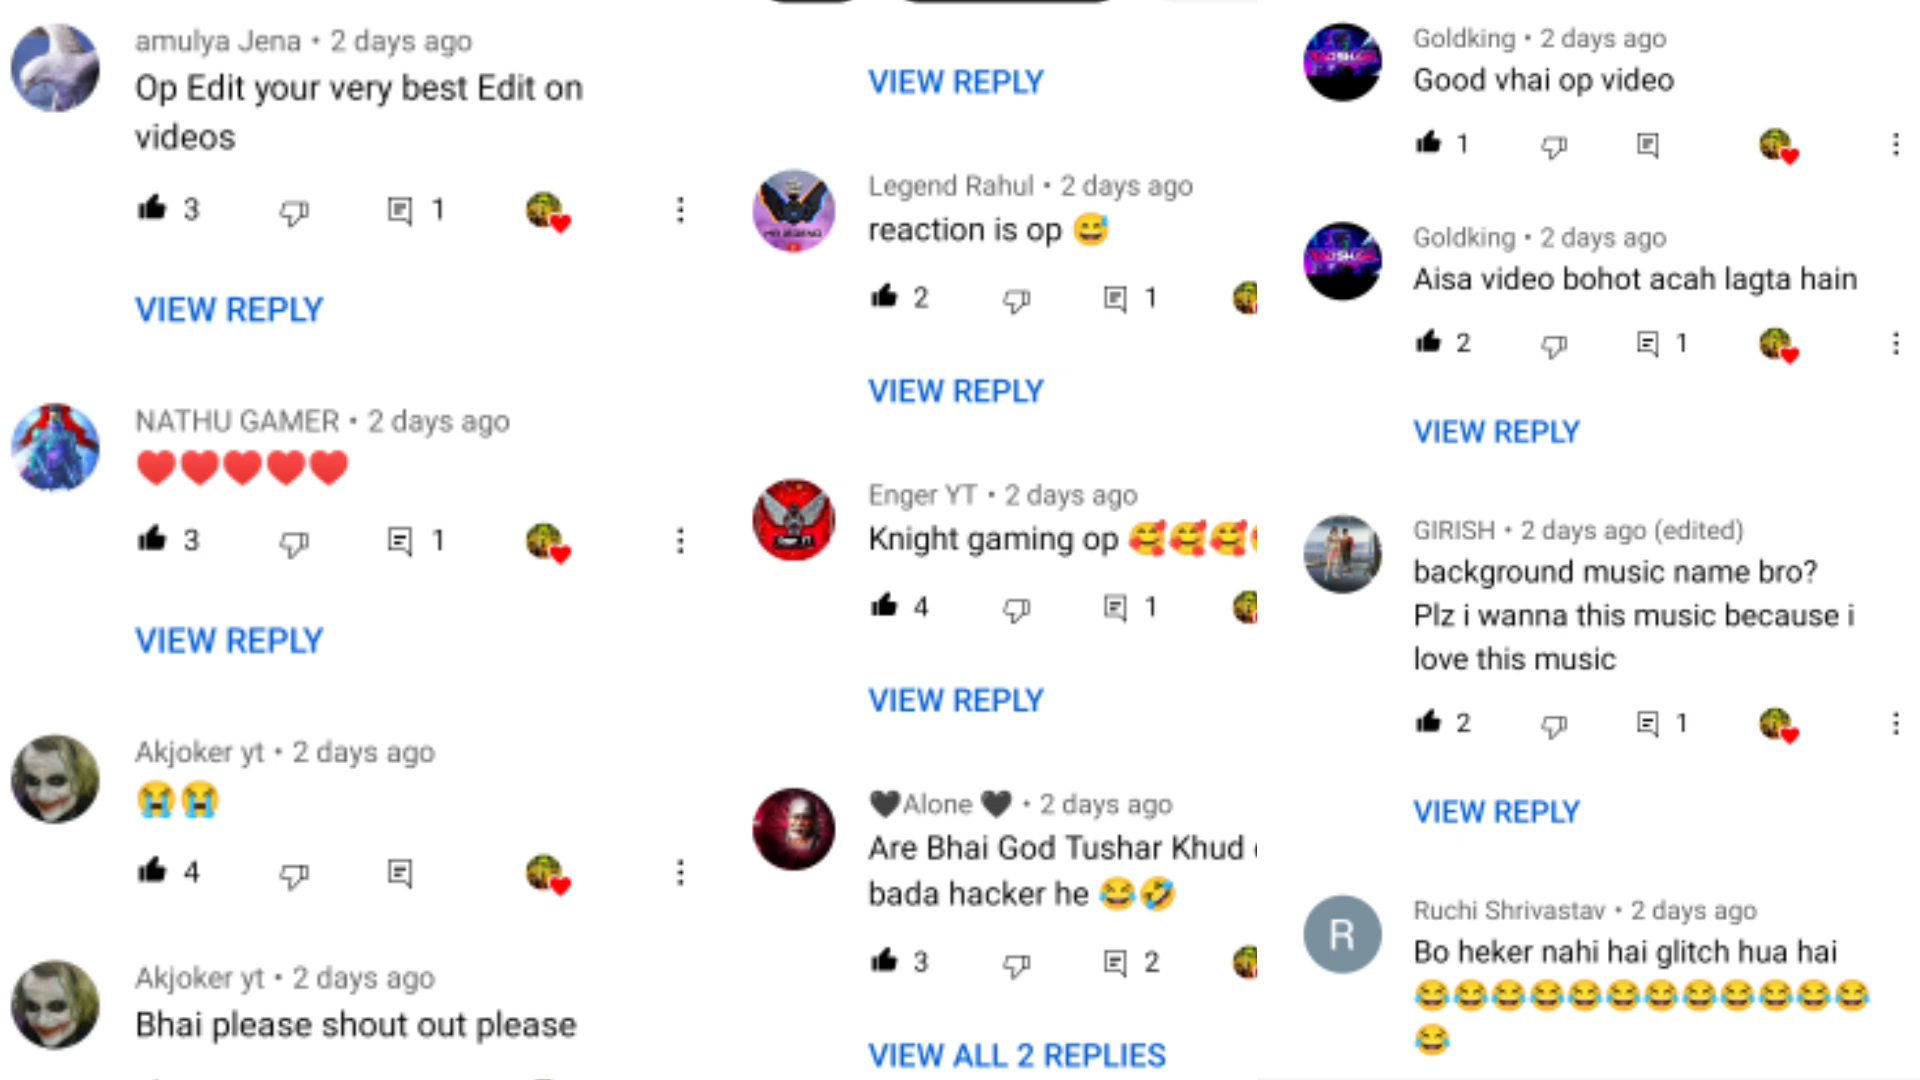 amulya Jena • 2 days ago
Op Edit your very best Edit on
videos
3 1
VIEW REPLY
NATHU GAMER • 2 days ago
❤️❤️❤️❤️❤️
3 1
VIEW REPLY
Akjoker yt • 2 days ago
😭😭
4
Akjoker yt • 2 days ago
Bhai please shout out please
VIEW REPLY
Legend Rahul • 2 days ago
reaction is op 😅
2 1
VIEW REPLY
Enger YT • 2 days ago
Knight gaming op 🥰🥰🥰
4 1
VIEW REPLY
🖤Alone 🖤 • 2 days ago
Are Bhai God Tushar Khud
bada hacker he 😂🤣
3 2
VIEW ALL 2 REPLIES
Goldking • 2 days ago
Good vhai op video
1
Goldking • 2 days ago
Aisa video bohot acah lagta hain
2 1
VIEW REPLY
GIRISH • 2 days ago (edited)
background music name bro?
Plz i wanna this music because i
love this music
2 1
VIEW REPLY
R
Ruchi Shrivastav • 2 days ago
Bo heker nahi hai glitch hua hai
😂😂😂😂😂😂😂😂😂😂😂😂
😂